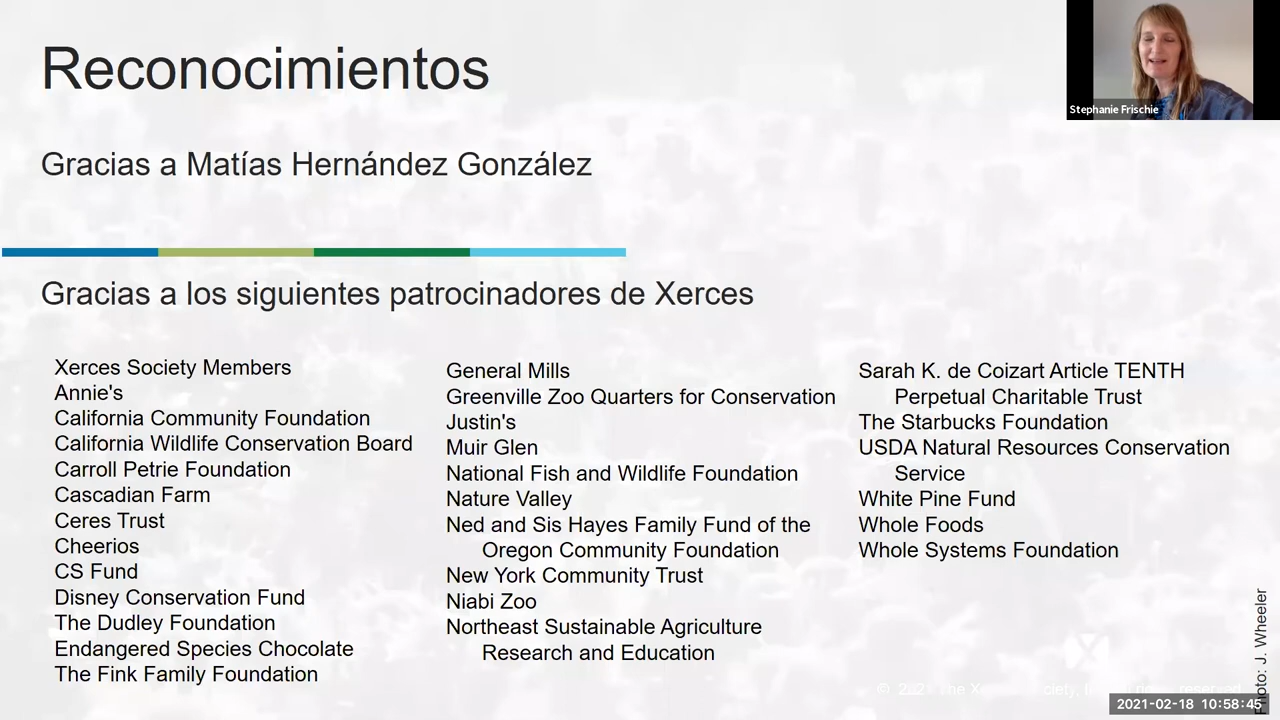 Reconocimientos
Stephanie Frischie
Gracias a Matías Hernández González
Gracias a los siguientes patrocinadores de Xerces
Xerces Society Members
Annie's
California Community Foundation
California Wildlife Conservation Board
Carroll Petrie Foundation
Cascadian Farm
Ceres Trust
Cheerios
CS Fund
Disney Conservation Fund
The Dudley Foundation
Endangered Species Chocolate
The Fink Family Foundation
General Mills
Greenville Zoo Quarters for Conservation
Justin's
Muir Glen
National Fish and Wildlife Foundation
Nature Valley
Ned and Sis Hayes Family Fund of the
Oregon Community Foundation
New York Community Trust
Niabi Zoo
Northeast Sustainable Agriculture
Research and Education
Sarah K. de Coizart Article TENTH
Perpetual Charitable Trust
The Starbucks Foundation
USDA Natural Resources Conservation
Service
White Pine Fund
Whole Foods
Whole Systems Foundation
Photo: J. Wheeler
2021-02-18 10:58:45